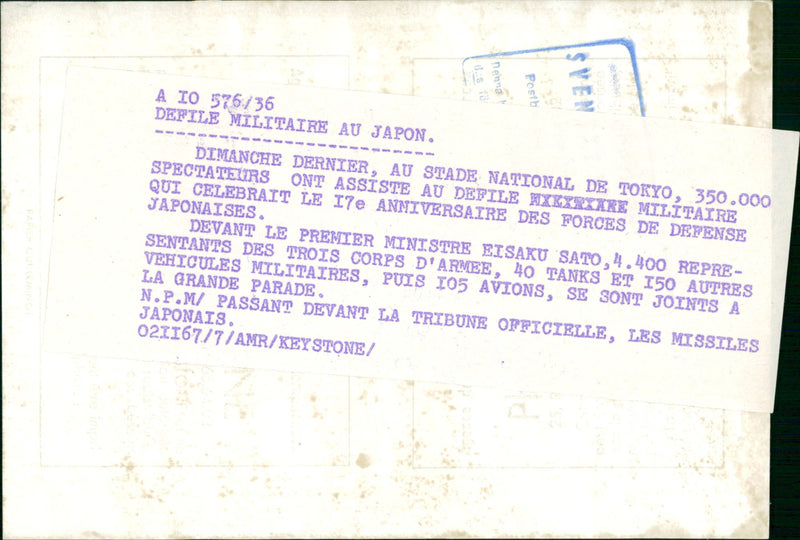 SVEN
Postb
A IO 576/36
DEFILE MILITAIRE AU JAPON.
---------------------------
DIMANCHE DERNIER, AU STADE NATIONAL DE TOKYO, 350.000
SPECTATEURS ONT ASSISTE AU DEFILE MILITAIRE
QUI CELEBRAIT LE I7e ANNIVERSAIRE DES FORCES DE DEFENSE
JAPONAISES.
DEVANT LE PREMIER MINISTRE EISAKU SATO,4.400 REPRE-
SENTANTS DES TROIS CORPS D'ARMEE, 40 TANKS ET I50 AUTRES
VEHICULES MILITAIRES, PUIS I05 AVIONS, SE SONT JOINTS A
LA GRANDE PARADE.
N.P.M/ PASSANT DEVANT LA TRIBUNE OFFICIELLE, LES MISSILES
JAPONAIS.
02II67/7/AMR/KEYSTONE/